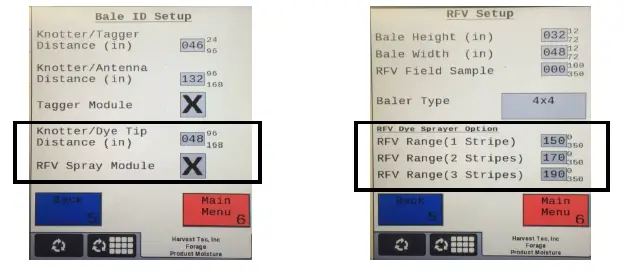 Bale ID Setup
Knotter/Tagger
Distance (in) 046 24 96
Knotter/Antenna
Distance (in) 132 96 168
Tagger Module X
Knotter/Dye Tip
Distance (in) 048 96 168
RFV Spray Module X
Back 5
Main Menu 6
Harvest Tec, Inc
Forage
Product Moisture
RFV Setup
Bale Height (in) 032 12 72
Bale Width (in) 048 12 72
RFV Field Sample 000 100 350
Baler Type 4x4
RFV Dye Sprayer Option
RFV Range(1 Stripe) 150 0 350
RFV Range(2 Stripes) 170 0 350
RFV Range(3 Stripes) 190 0 350
Back 5
Main Menu 6
Harvest Tec, Inc
Forage
Product Moisture